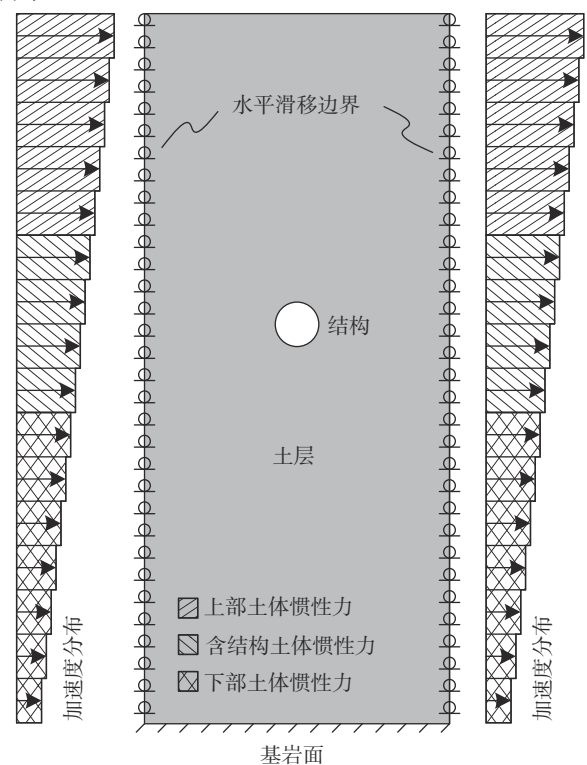 水平滑移边界
结构
土层
上部土体惯性力
含结构土体惯性力
下部土体惯性力
加速度分布
加速度分布
基岩面